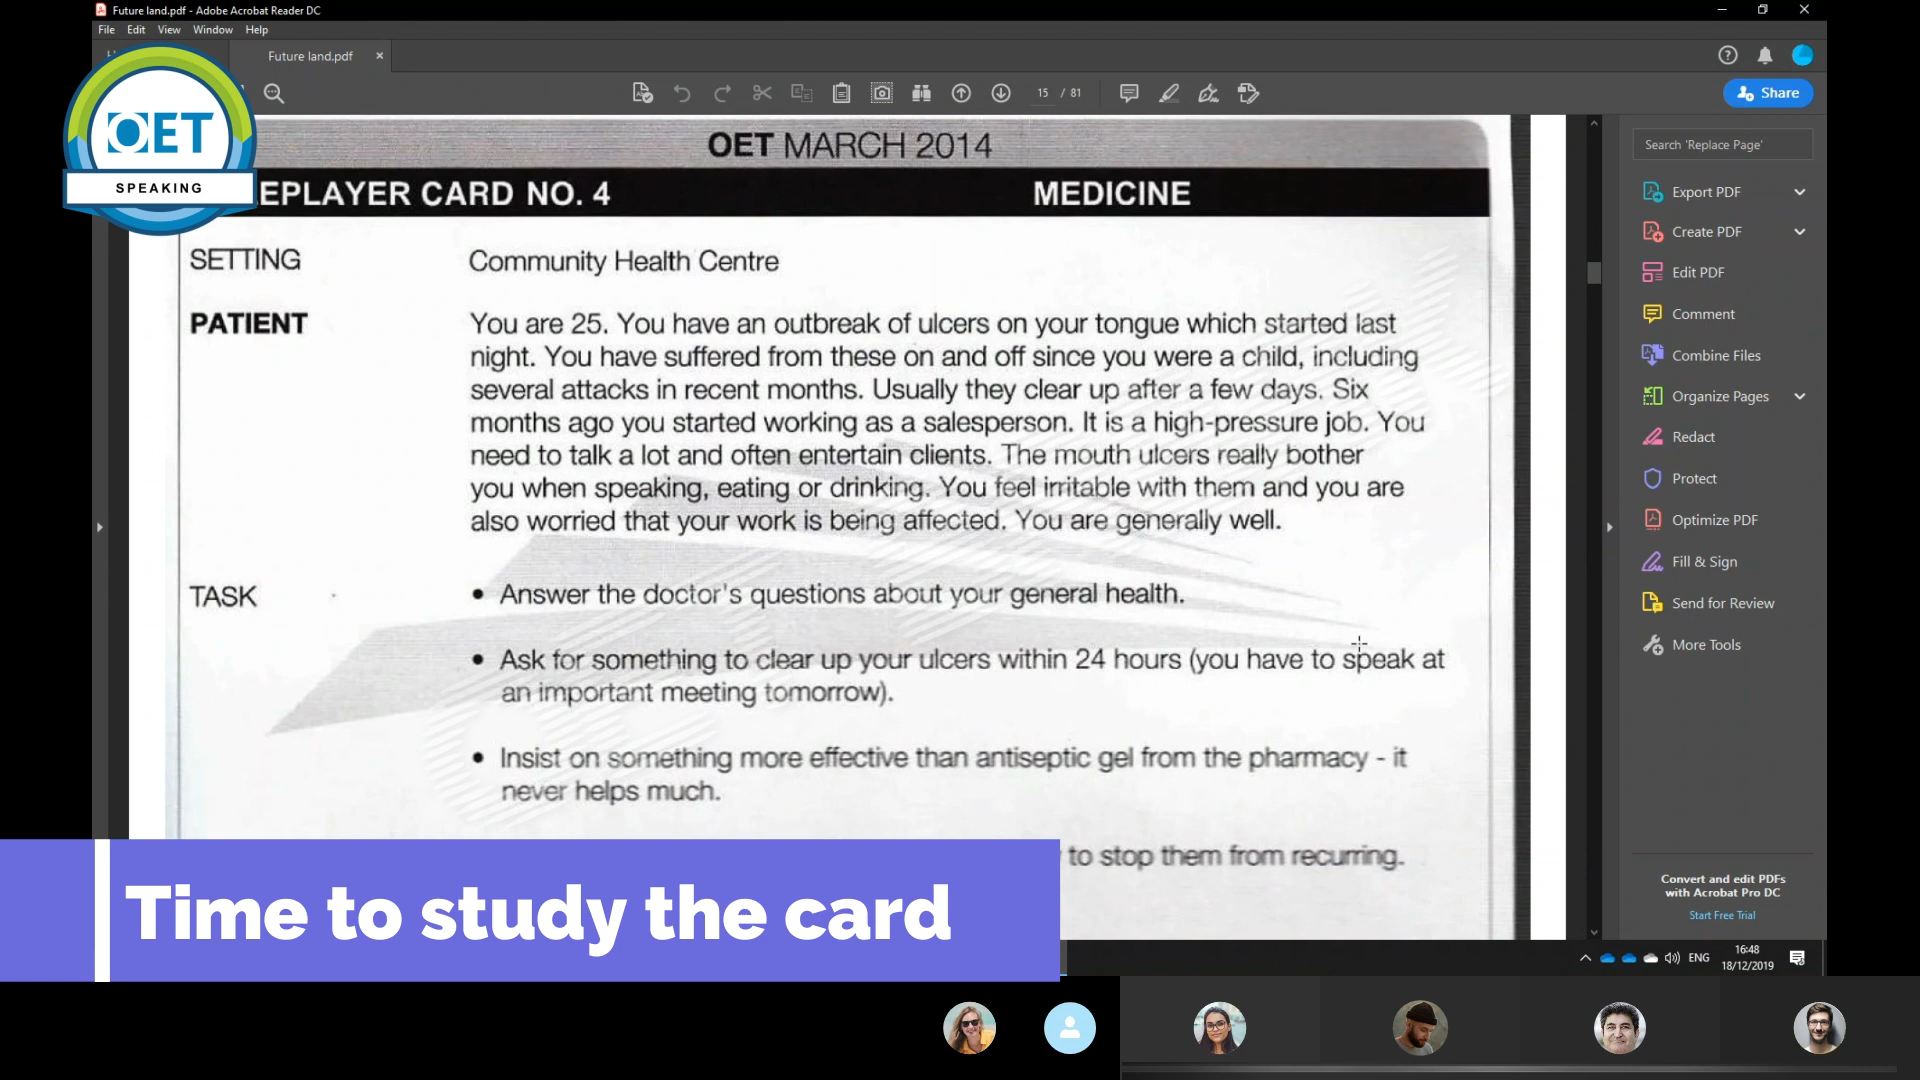 Future land.pdf - Adobe Acrobat Reader DC
File Edit View Window Help
Future land.pdf
15 / 81
Share
OET
SPEAKING
OET MARCH 2014
EPLAYER CARD NO. 4 MEDICINE
SETTING Community Health Centre
PATIENT You are 25. You have an outbreak of ulcers on your tongue which started last
night. You have suffered from these on and off since you were a child, including
several attacks in recent months. Usually they clear up after a few days. Six
months ago you started working as a salesperson. It is a high-pressure job. You
need to talk a lot and often entertain clients. The mouth ulcers really bother
you when speaking, eating or drinking. You feel irritable with them and you are
also worried that your work is being affected. You are generally well.
TASK • Answer the doctor's questions about your general health.
• Ask for something to clear up your ulcers within 24 hours (you have to speak at
an important meeting tomorrow).
• Insist on something more effective than antiseptic gel from the pharmacy - it
never helps much.
to stop them from recurring.
Time to study the card
Search 'Replace Page'
Export PDF
Create PDF
Edit PDF
Comment
Combine Files
Organize Pages
Redact
Protect
Optimize PDF
Fill & Sign
Send for Review
More Tools
Convert and edit PDFs
with Acrobat Pro DC
Start Free Trial
ENG
16:48
18/12/2019